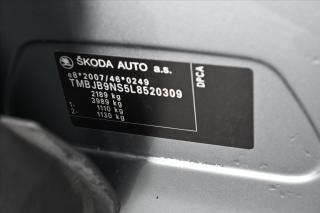 ŠKODA AUTO a.s.
e8*2007/46*0249
TMBJB9NS5L8520309
2189 kg
3989 kg
1- 1110 kg
2- 1130 kg
DPCA